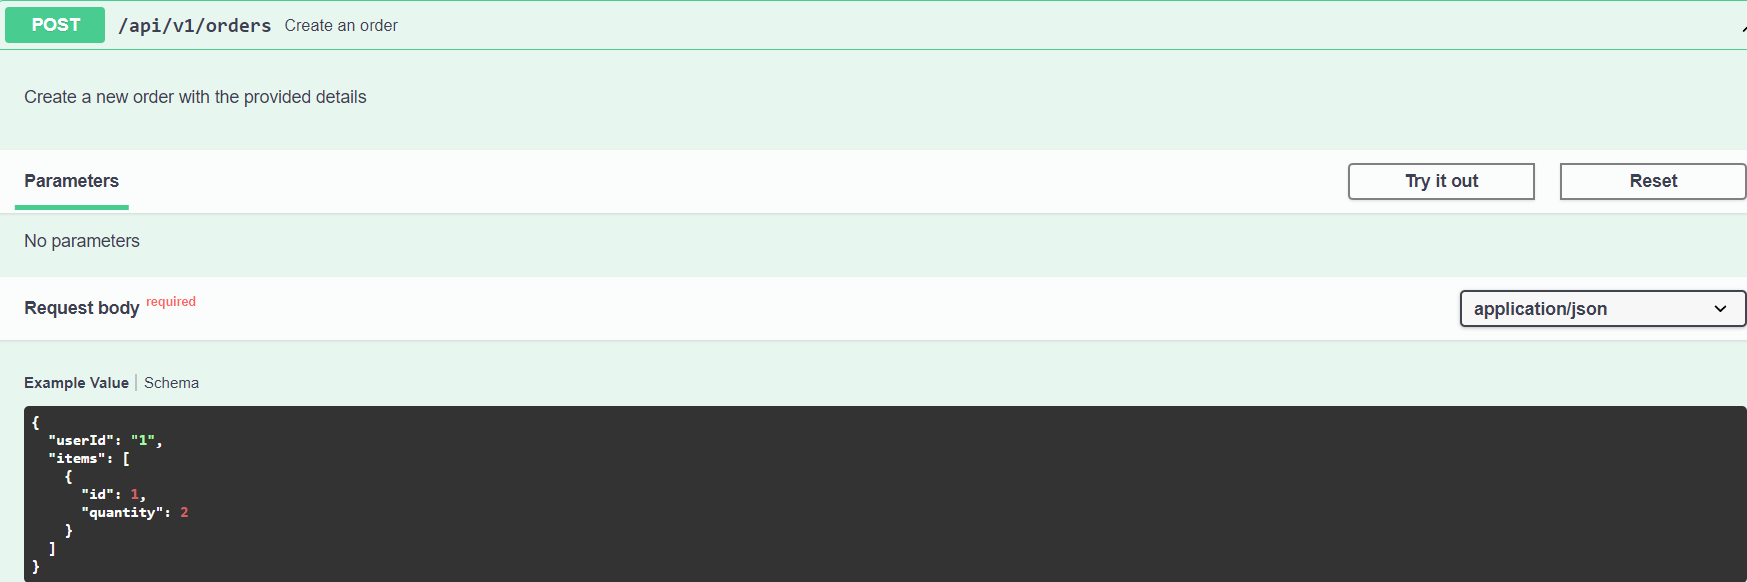 POST /api/v1/orders Create an order
Create a new order with the provided details
Parameters Try it out Reset
No parameters
Request body required application/json
Example Value Schema
{
  "userId": "1",
  "items": [
    {
      "id": 1,
      "quantity": 2
    }
  ]
}